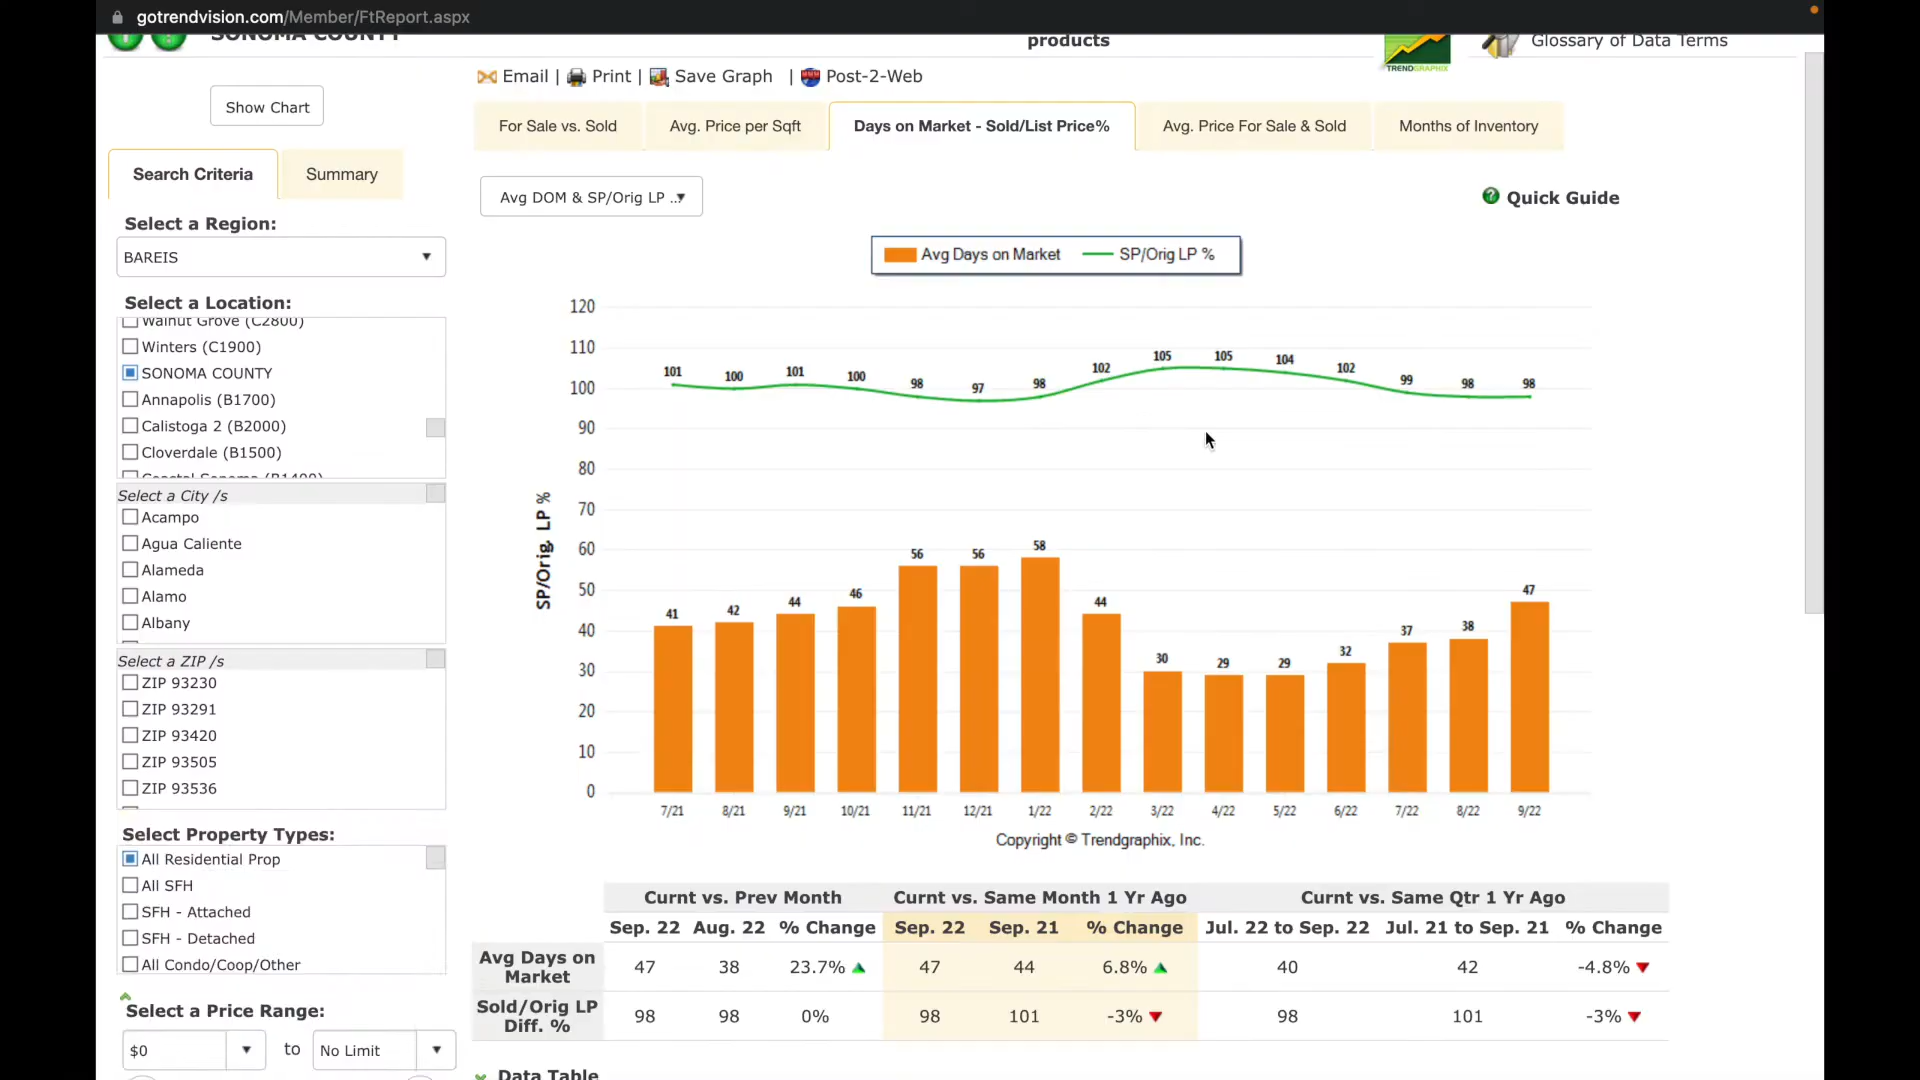 gotrendvision.com/Member/FtReport.aspx
SONOMA COUNTY
products
TRENDGRAPHIX
Glossary of Data Terms
Email | Print | Save Graph | Post-2-Web
Show Chart
For Sale vs. Sold
Avg. Price per Sqft
Days on Market - Sold/List Price%
Avg. Price For Sale & Sold
Months of Inventory
Search Criteria
Summary
Avg DOM & SP/Orig LP ..
Quick Guide
Select a Region:
BAREIS
Select a Location:
Walnut Grove (C2800)
Winters (C1900)
SONOMA COUNTY
Annapolis (B1700)
Calistoga 2 (B2000)
Cloverdale (B1500)
Coastal Sonoma (B1400)
Select a City /s
Acampo
Agua Caliente
Alameda
Alamo
Albany
Select a ZIP /s
ZIP 93230
ZIP 93291
ZIP 93420
ZIP 93505
ZIP 93536
Select Property Types:
All Residential Prop
All SFH
SFH - Attached
SFH - Detached
All Condo/Coop/Other
Select a Price Range:
$0 to No Limit
Avg Days on Market SP/Orig LP %
SP/Orig. LP %
120
110
100
90
80
70
60
50
40
30
20
10
0
101 100 101 100 98 97 98 102 105 105 104 102 99 98 98
41 42 44 46 56 56 58 44 30 29 29 32 37 38 47
7/21 8/21 9/21 10/21 11/21 12/21 1/22 2/22 3/22 4/22 5/22 6/22 7/22 8/22 9/22
Copyright © Trendgraphix, Inc.
Curnt vs. Prev Month Curnt vs. Same Month 1 Yr Ago Curnt vs. Same Qtr 1 Yr Ago
Sep. 22 Aug. 22 % Change Sep. 22 Sep. 21 % Change Jul. 22 to Sep. 22 Jul. 21 to Sep. 21 % Change
Avg Days on
Market
47 38 23.7% 47 44 6.8% 40 42 -4.8%
Sold/Orig LP
Diff. %
98 98 0% 98 101 -3% 98 101 -3%
Data Table